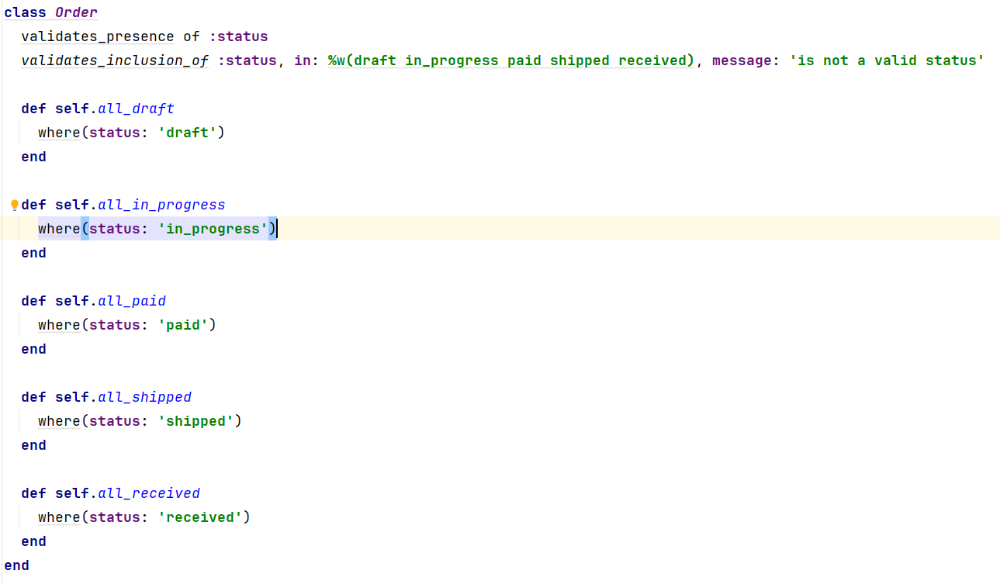 class Order
validates_presence of :status
validates_inclusion_of :status, in: %w(draft in_progress paid shipped received), message: 'is not a valid status'
def self.all_draft
where(status: 'draft')
end
def self.all_in_progress
where(status: 'in_progress')
end
def self.all_paid
where(status: 'paid')
end
def self.all_shipped
where(status: 'shipped')
end
def self.all_received
where(status: 'received')
end
end